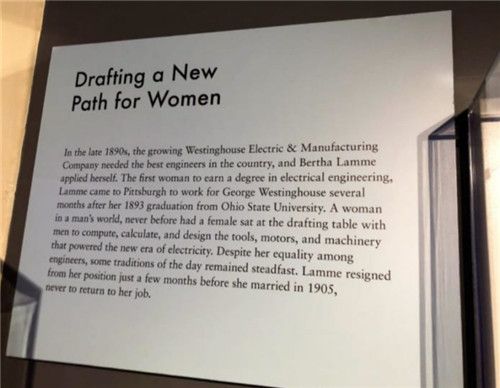 Drafting a New
Path for Women
In the late 1890s, the growing Westinghouse Electric & Manufacturing
Company needed the best engineers in the country, and Bertha Lamme
applied herself. The first woman to earn a degree in electrical engineering,
Lamme came to Pittsburgh to work for George Westinghouse several
months after her 1893 graduation from Ohio State University. A woman
in a man's world, never before had a female sat at the drafting table with
men to compute, calculate, and design the tools, motors, and machinery
that powered the new era of electricity. Despite her equality among
engineers, some traditions of the day remained steadfast. Lamme resigned
from her position just a few months before she married in 1905,
never to return to her job.